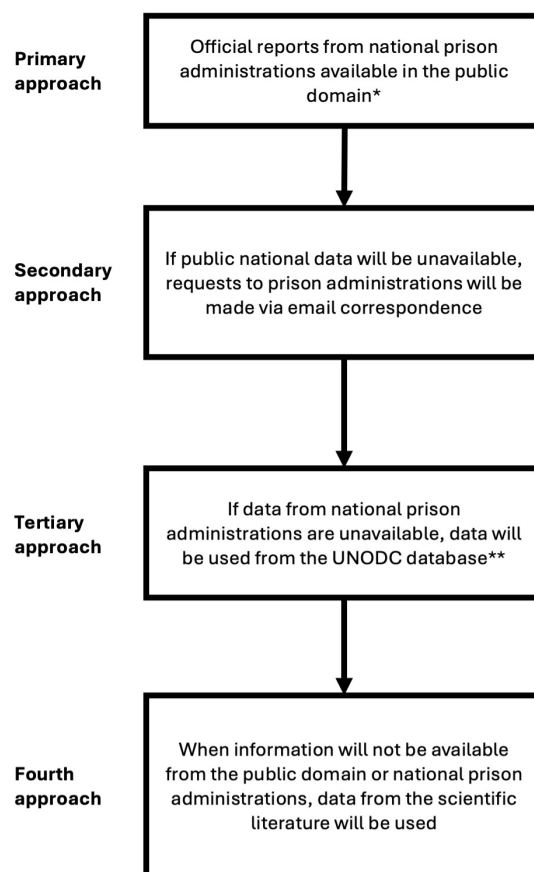 Primary
approach
Official reports from national prison
administrations available in the public
domain*
Secondary
approach
If public national data will be unavailable,
requests to prison administrations will be
made via email correspondence
Tertiary
approach
If data from national prison
administrations are unavailable, data will
be used from the UNODC database**
Fourth
approach
When information will not be available
from the public domain or national prison
administrations, data from the scientific
literature will be used